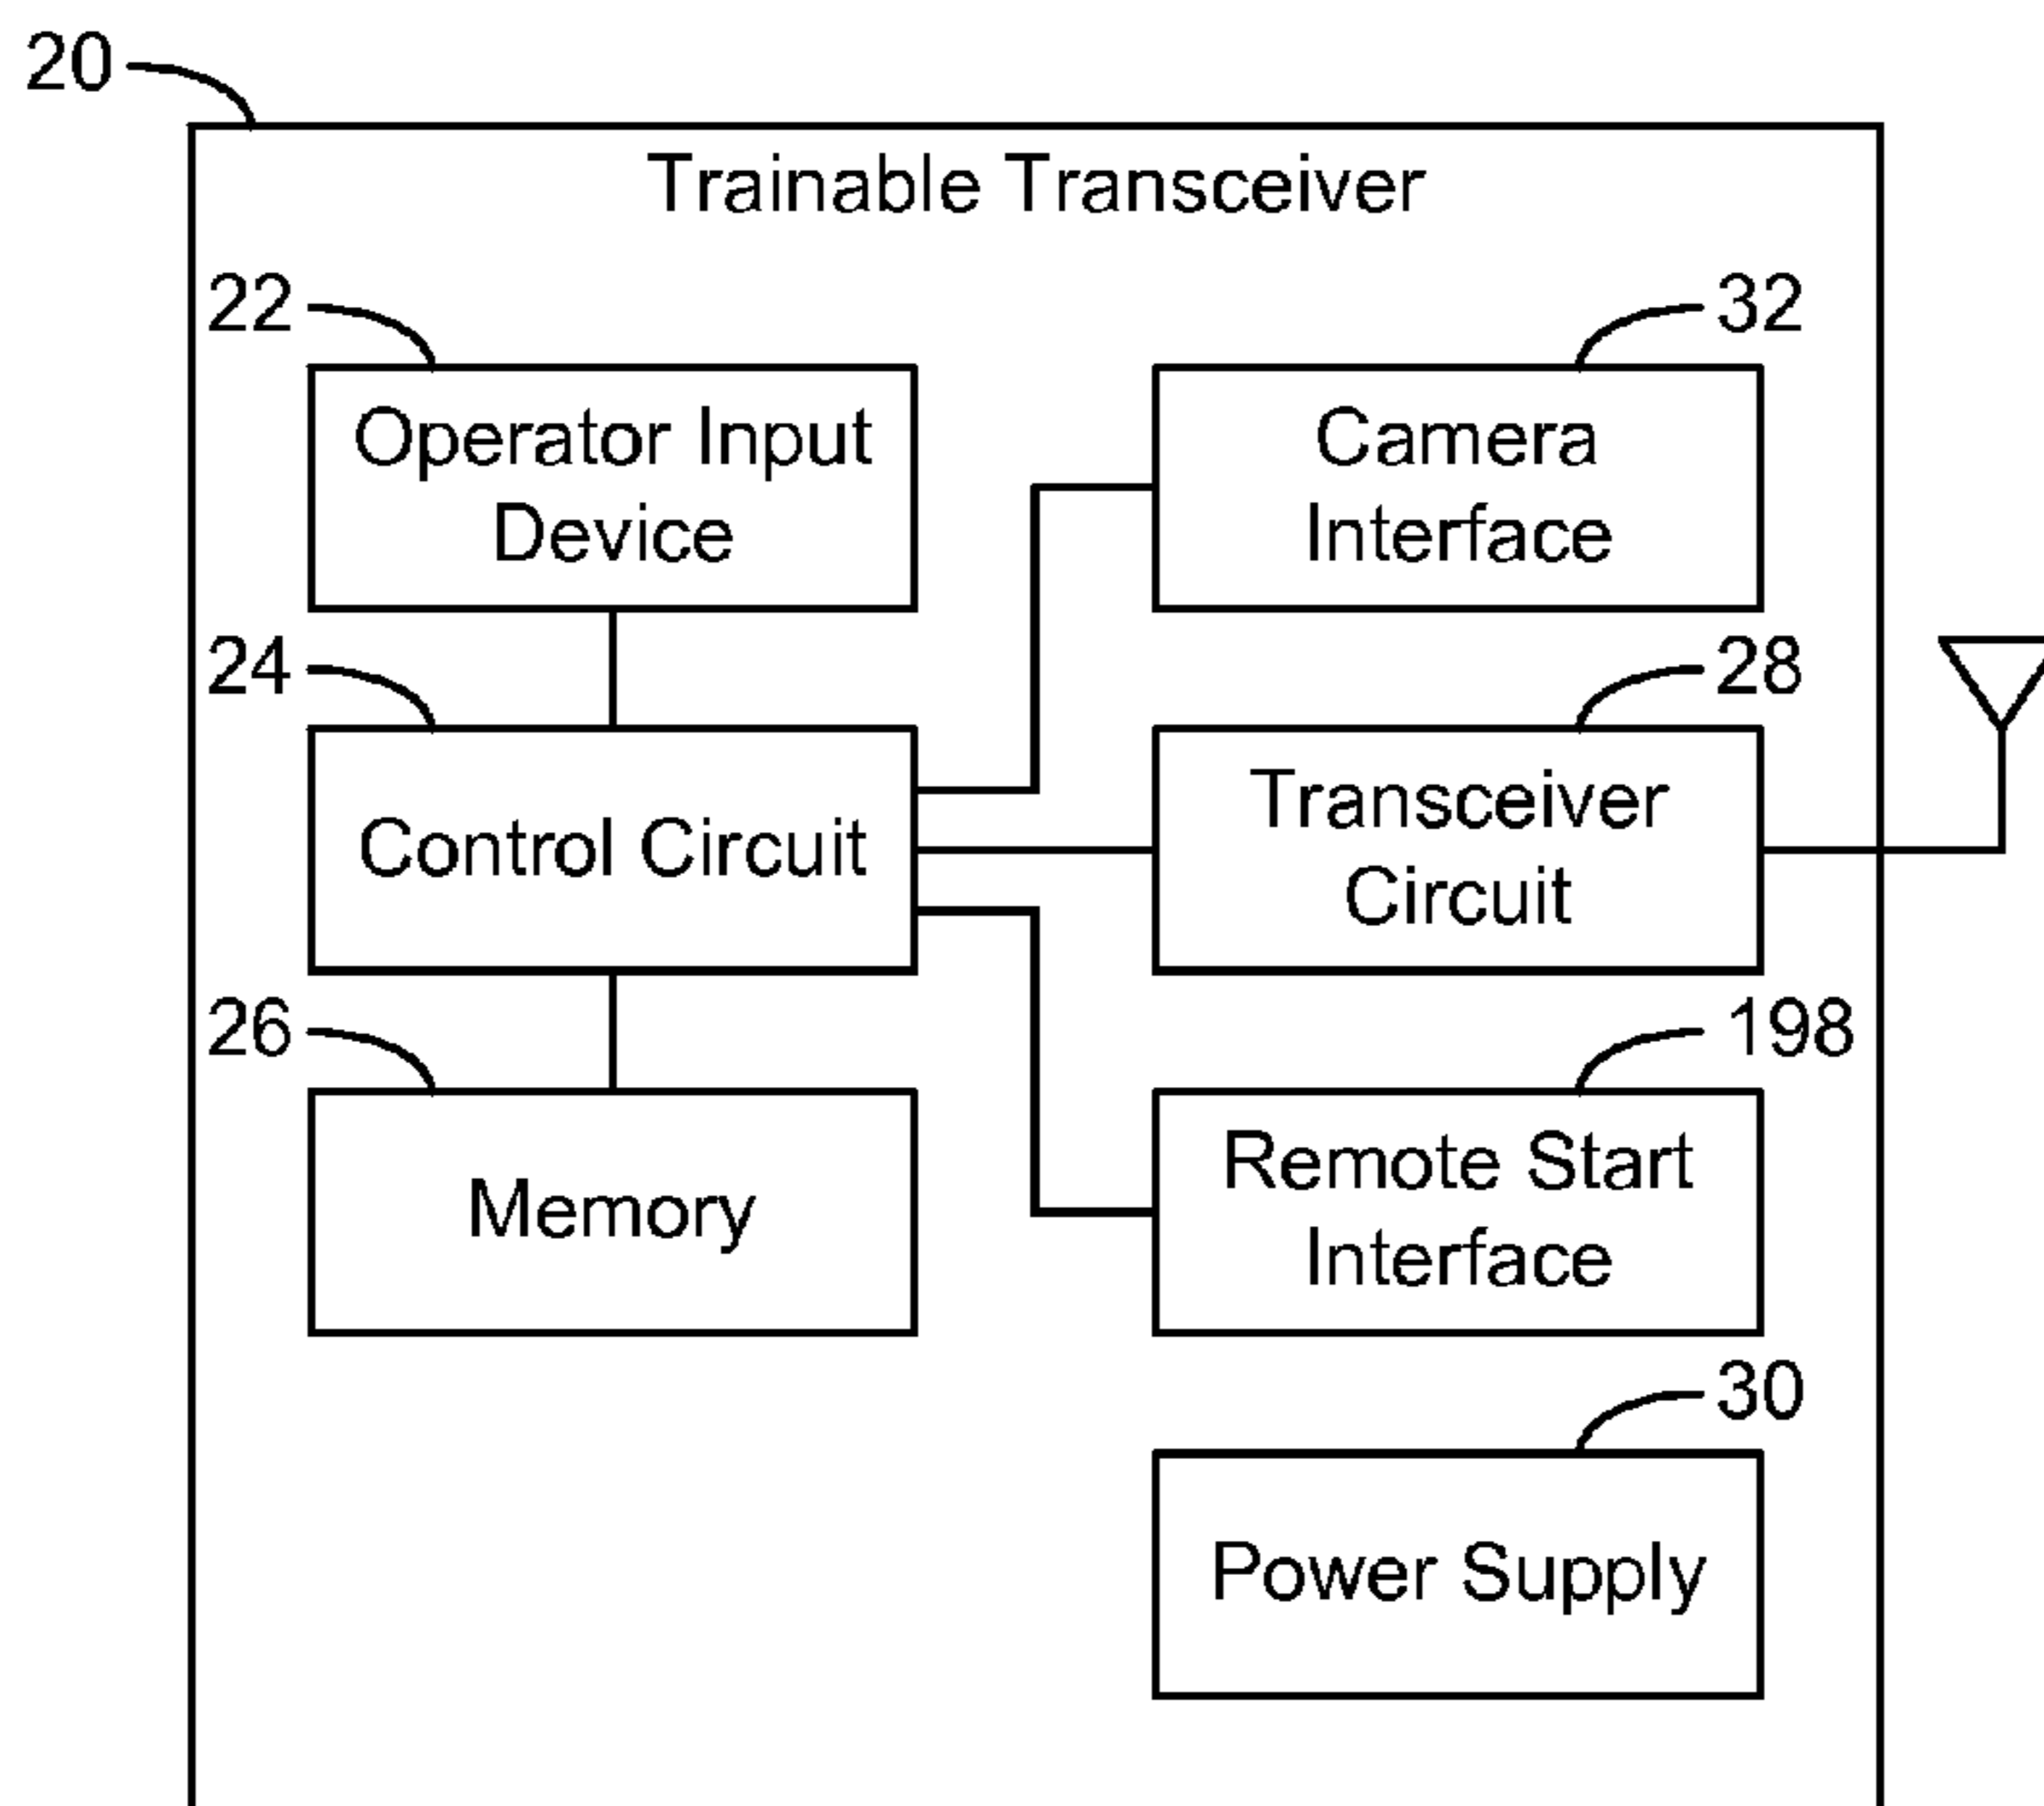 20
Trainable Transceiver
22
32
Operator Input
Device
Camera
Interface
24
28
Control Circuit
Transceiver
Circuit
26
198
Memory
Remote Start
Interface
30
Power Supply